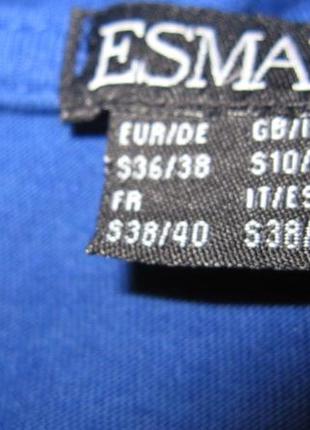 ESMA
EUR/DE GB/I
S36/38 S10/
FR IT/ES
S38/40 S38/